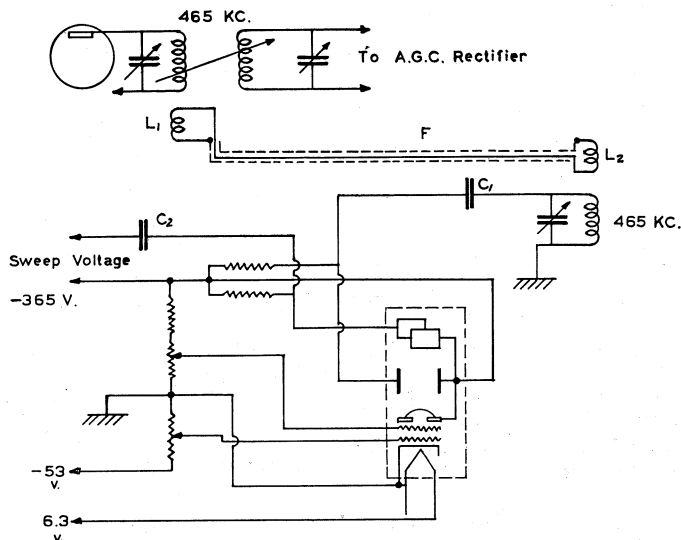 465 KC.
To A.G.C. Rectifier
L1
F
L2
C1
C2
465 KC.
Sweep Voltage
-365 V.
-53
V.
6.3
V.